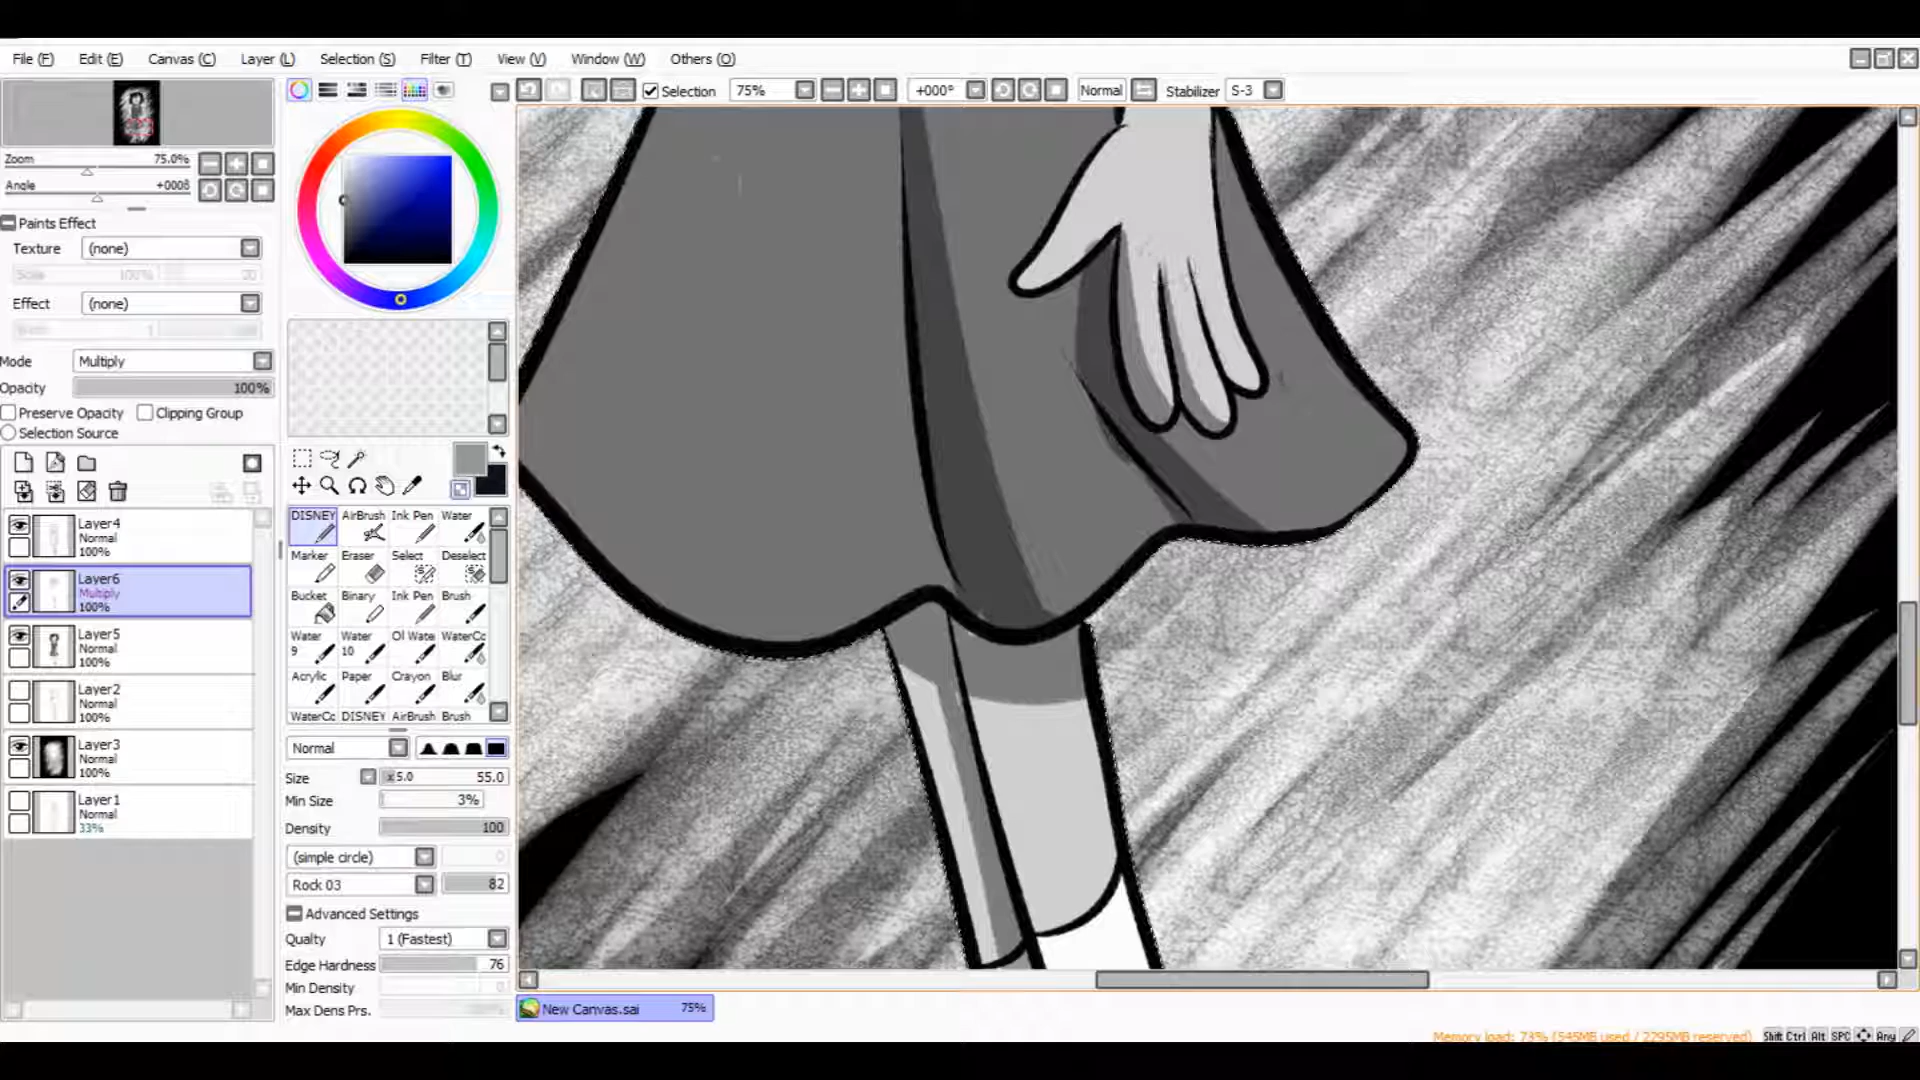 File (F) Edit (E) Canvas (C) Layer (L) Selection (S) Filter (T) View (V) Window (W) Others (O)
Selection 75% +000° Normal Stabilizer S-3
Zoom 75.0%
Angle +0008
Paints Effect
Texture (none)
Scale 100% 20
Effect (none)
Mode Multiply
Opacity 100%
Preserve Opacity Clipping Group
Selection Source
Layer4
Normal
100%
Layer6
Multiply
100%
Layer5
Normal
100%
Layer2
Normal
100%
Layer3
Normal
100%
Layer1
Normal
33%
DISNEY AirBrush Ink Pen Water
Marker Eraser Select Deselect
Bucket Binary Ink Pen Brush
Water 9 Water 10 Ol Wate WaterCo
Acrylic Paper Crayon Blur
WaterCc DISNEY AirBrush Brush
Normal
Size x5.0 55.0
Min Size 3%
Density 100
(simple circle) 0
Rock 03 82
Advanced Settings
Quality 1 (Fastest)
Edge Hardness 76
Min Density 0
Max Dens Prs.
New Canvas.sai 75%
Memory load: 73% (545MB used / 2295MB reserved) Shift Ctrl Alt SPC Any